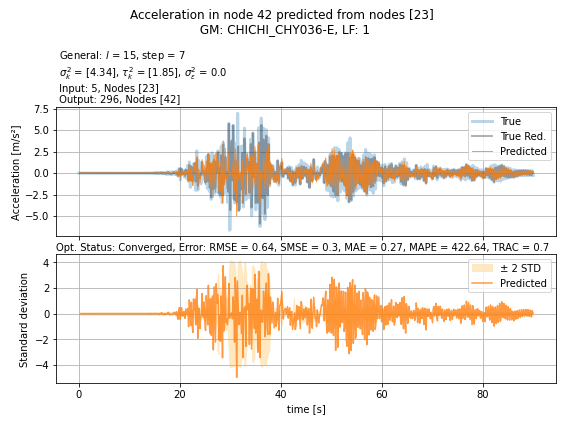 Acceleration in node 42 predicted from nodes [23]
GM: CHICHI_CHY036-E, LF: 1
General: l = 15, step = 7
σ²ₖ = [4.34], τ²ₖ = [1.85], σ²ε = 0.0
Input: 5, Nodes [23]
Output: 296, Nodes [42]
Acceleration [m/s²]
7.5
5.0
2.5
0.0
−2.5
−5.0
True
True Red.
Predicted
Opt. Status: Converged, Error: RMSE = 0.64, SMSE = 0.3, MAE = 0.27, MAPE = 422.64, TRAC = 0.7
Standard deviation
4
2
0
−2
−4
± 2 STD
Predicted
0
20
40
60
80
time [s]